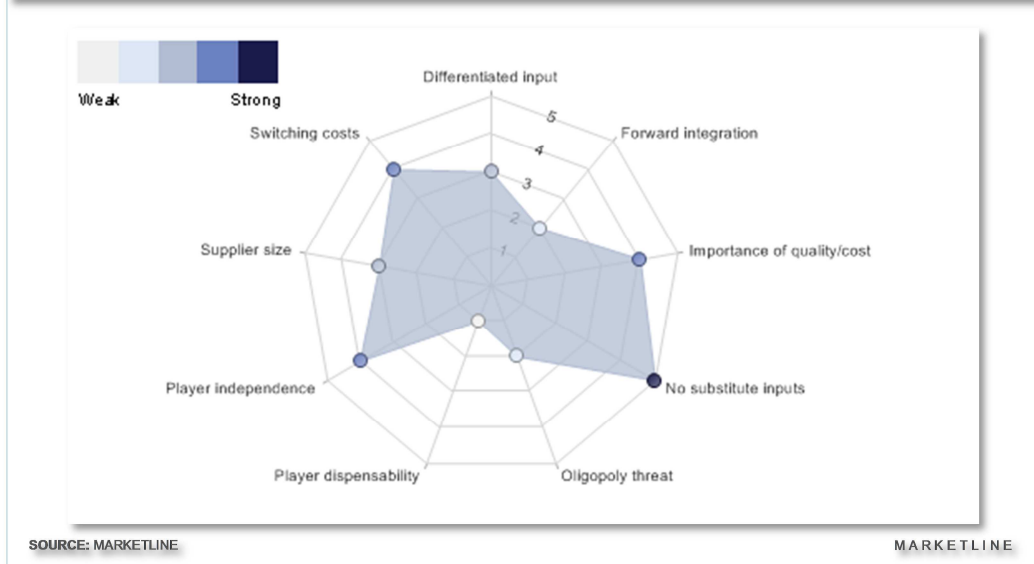 Weak
Strong
Differentiated input
Switching costs
Forward integration
5
4
3
2
1
Supplier size
Importance of quality/cost
Player independence
No substitute inputs
Player dispensability
Oligopoly threat
SOURCE: MARKETLINE
MARKETLINE